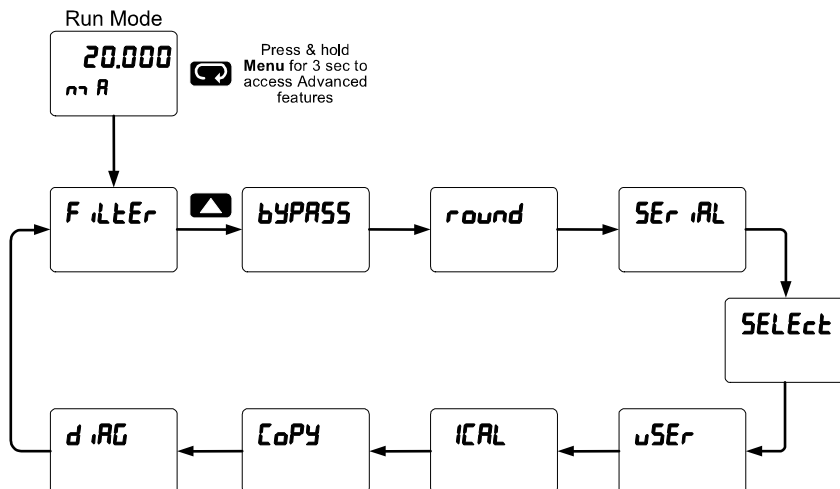 Run Mode
20.000
mA
Press & hold
Menu for 3 sec to
access Advanced
features
FiLtEr
bYPASS
round
SEriAL
SELEct
uSEr
ICAL
CoPY
diAG